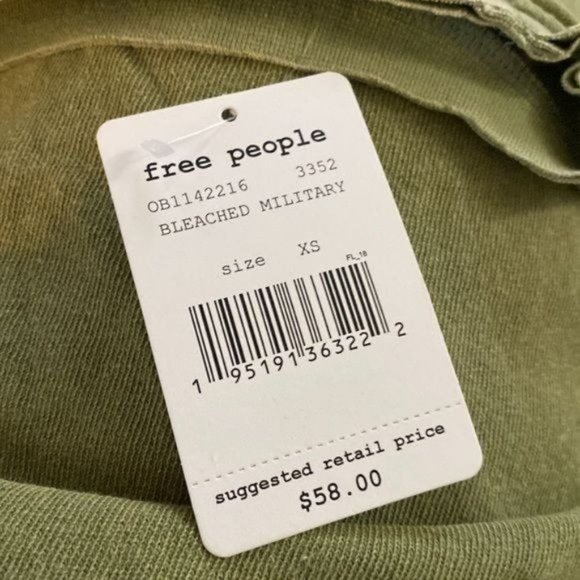 free people
OB1142216 3352
BLEACHED MILITARY
size XS
FL_18
1 95191 36322 2
suggested retail price
$58.00